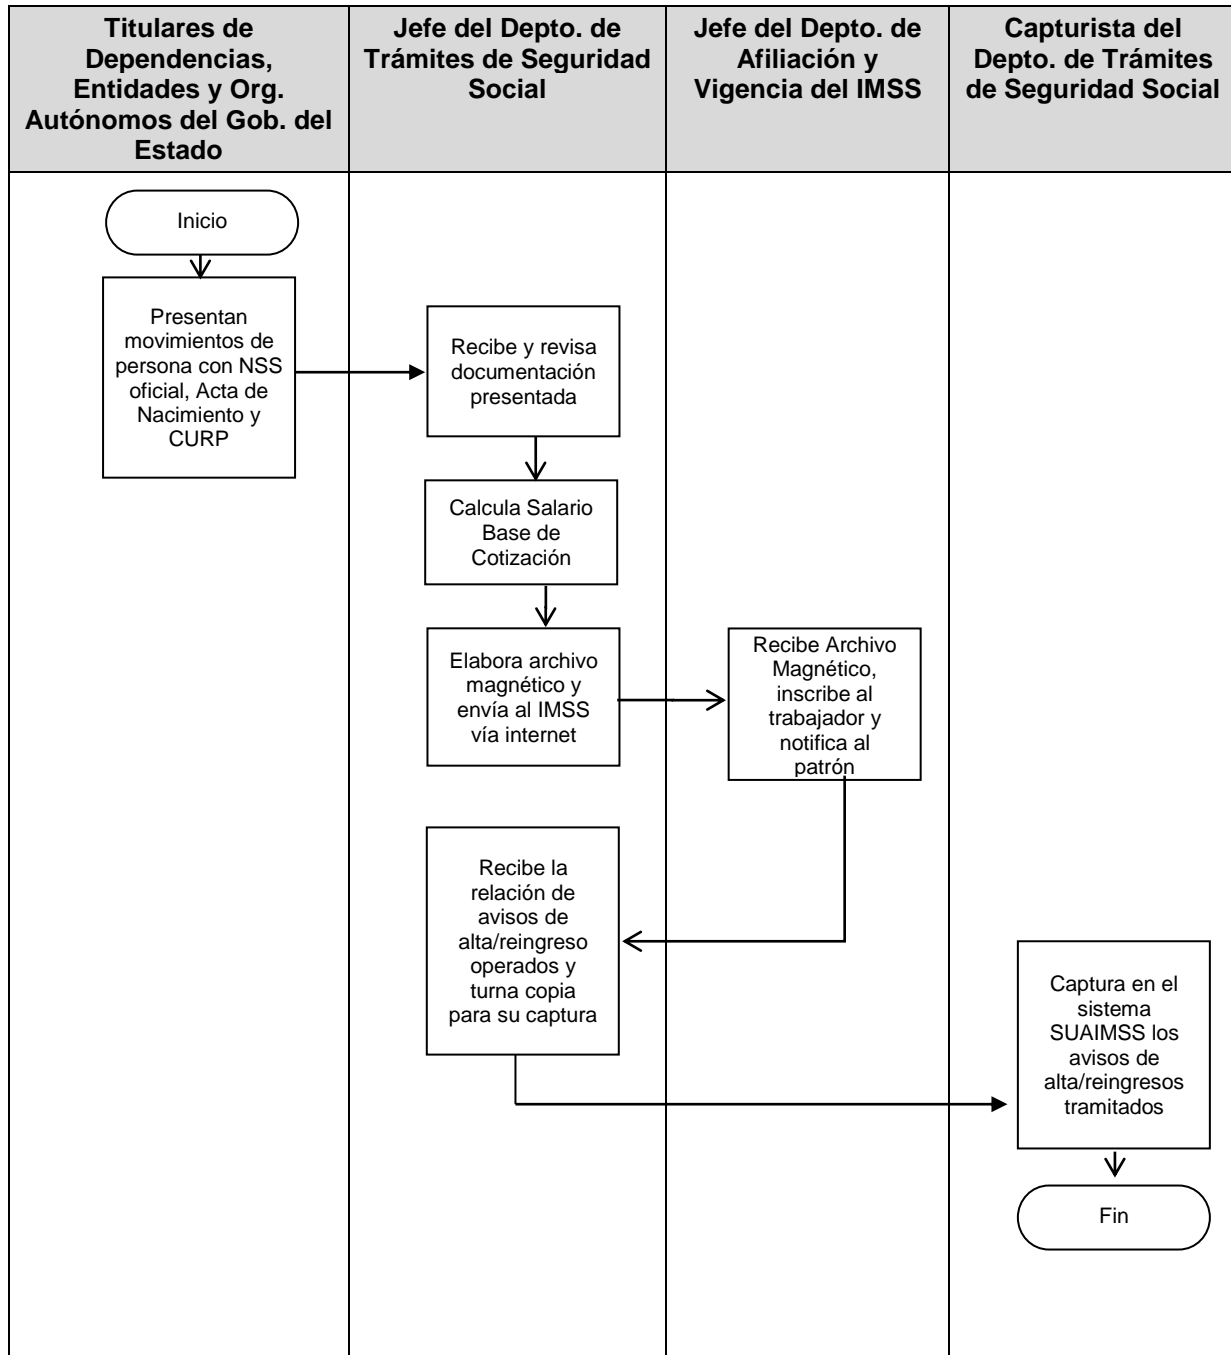 Titulares de
Dependencias,
Entidades y Org.
Autónomos del Gob. del
Estado
Jefe del Depto. de
Trámites de Seguridad
Social
Jefe del Depto. de
Afiliación y
Vigencia del IMSS
Capturista del
Depto. de Trámites
de Seguridad Social
Inicio
Presentan
movimientos de
persona con NSS
oficial, Acta de
Nacimiento y
CURP
Recibe y revisa
documentación
presentada
Calcula Salario
Base de
Cotización
Elabora archivo
magnético y
envía al IMSS
vía internet
Recibe Archivo
Magnético,
inscribe al
trabajador y
notifica al
patrón
Recibe la
relación de
avisos de
alta/reingreso
operados y
turna copia
para su captura
Captura en el
sistema
SUAIMSS los
avisos de
alta/reingresos
tramitados
Fin